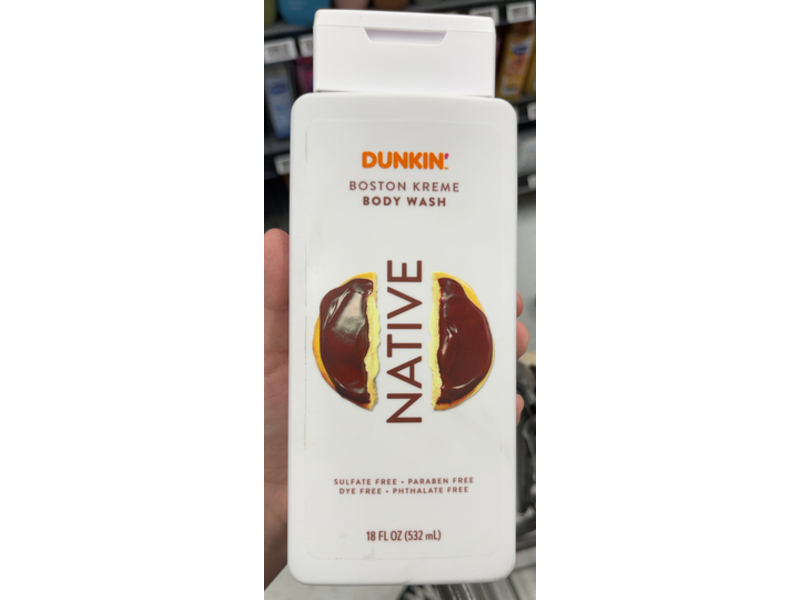 DUNKIN'
BOSTON KREME
BODY WASH
NATIVE
SULFATE FREE • PARABEN FREE
DYE FREE • PHTHALATE FREE
18 FL OZ (532 mL)